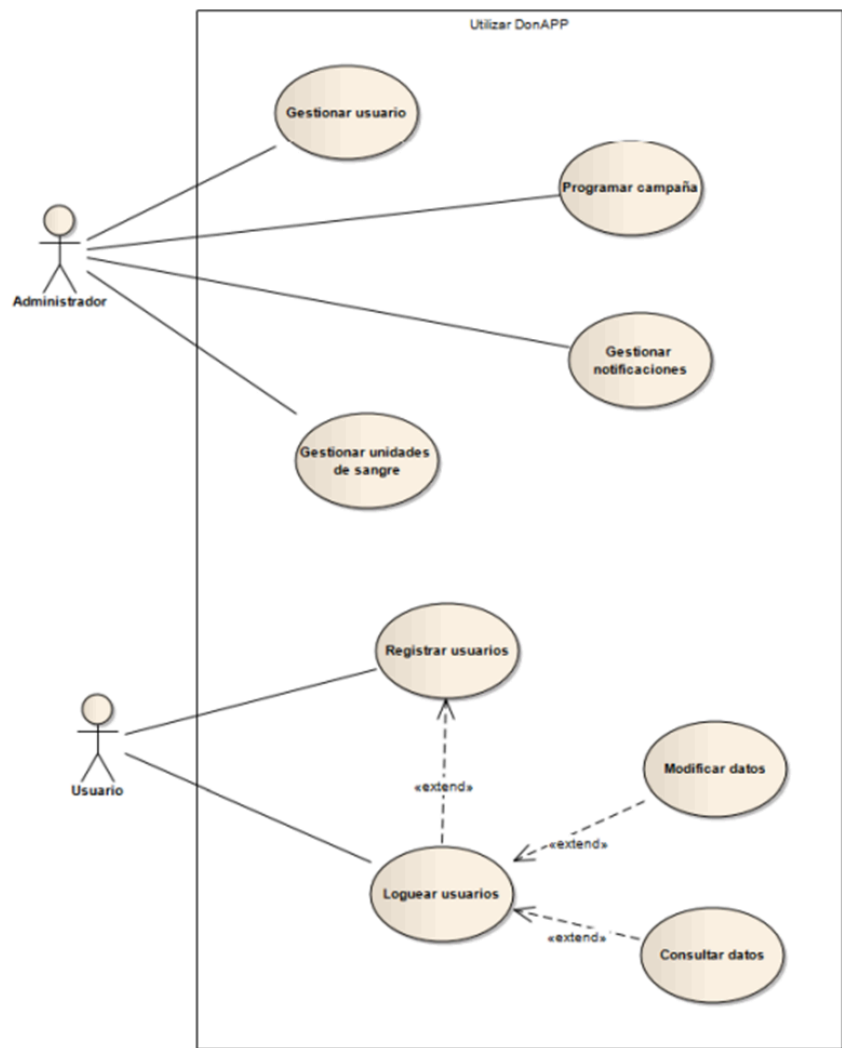 Utilizar DonAPP
Gestionar usuario
Programar campaña
Administrador
Gestionar
notificaciones
Gestionar unidades
de sangre
Registrar usuarios
Usuario
«extend»
Modificar datos
«extend»
Loguear usuarios
«extend»
Consultar datos